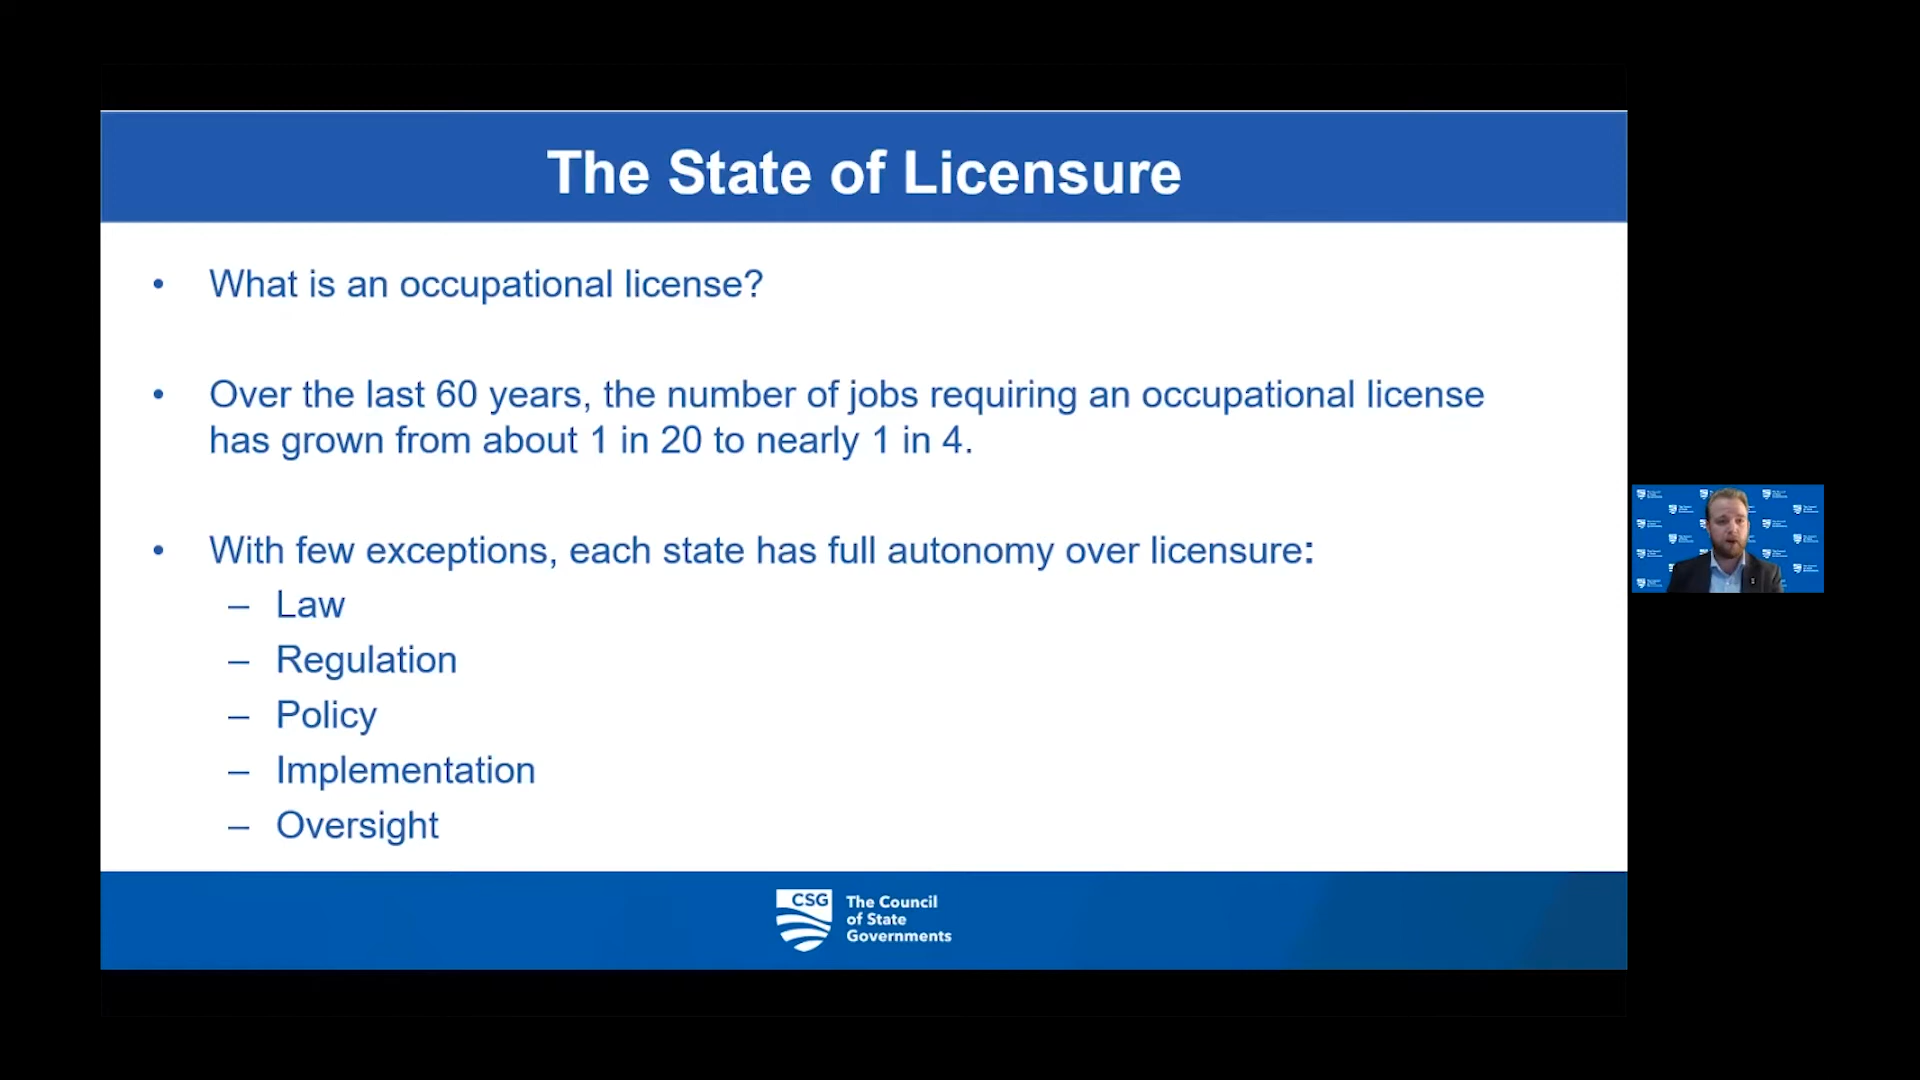 The State of Licensure
• What is an occupational license?
• Over the last 60 years, the number of jobs requiring an occupational license
has grown from about 1 in 20 to nearly 1 in 4.
• With few exceptions, each state has full autonomy over licensure:
– Law
– Regulation
– Policy
– Implementation
– Oversight
CSG
The Council
of State
Governments